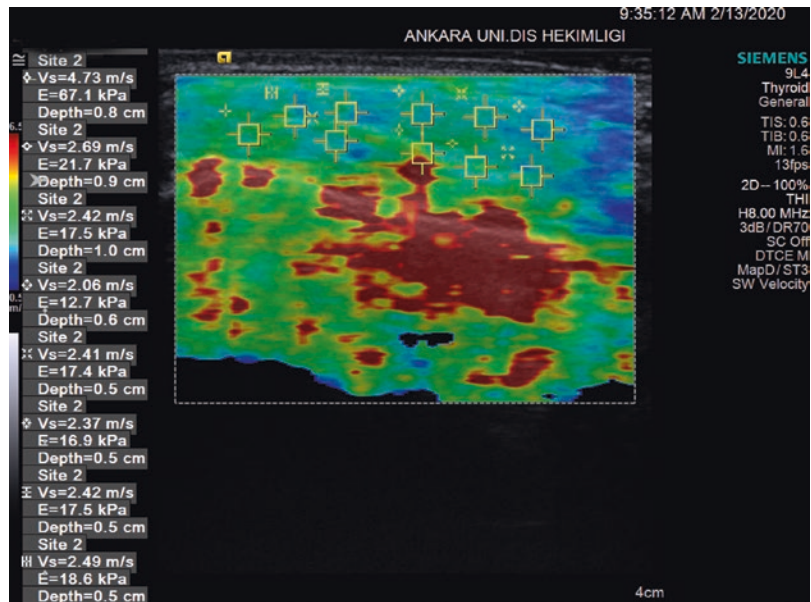 9:35:12 AM 2/13/2020
ANKARA UNI.DIS HEKIMLIGI
Site 2
Vs=4.73 m/s
E=67.1 kPa
Depth=0.8 cm
Site 2
Vs=2.69 m/s
E=21.7 kPa
Depth=0.9 cm
Site 2
Vs=2.42 m/s
E=17.5 kPa
Depth=1.0 cm
Site 2
Vs=2.06 m/s
E=12.7 kPa
Depth=0.6 cm
Site 2
Vs=2.41 m/s
E=17.4 kPa
Depth=0.5 cm
Site 2
Vs=2.37 m/s
E=16.9 kPa
Depth=0.5 cm
Site 2
Vs=2.42 m/s
E=17.5 kPa
Depth=0.5 cm
Site 2
Vs=2.49 m/s
E=18.6 kPa
Depth=0.5 cm
6.5
0.5
m/s
SIEMENS
9L4
Thyroid
General
TIS: 0.6
TIB: 0.6
MI: 1.6
13fps
2D--100%
THI
H8.00 MHz
3dB/DR70
SC Off
DTCE M
MapD/ST3
SW Velocity
4cm